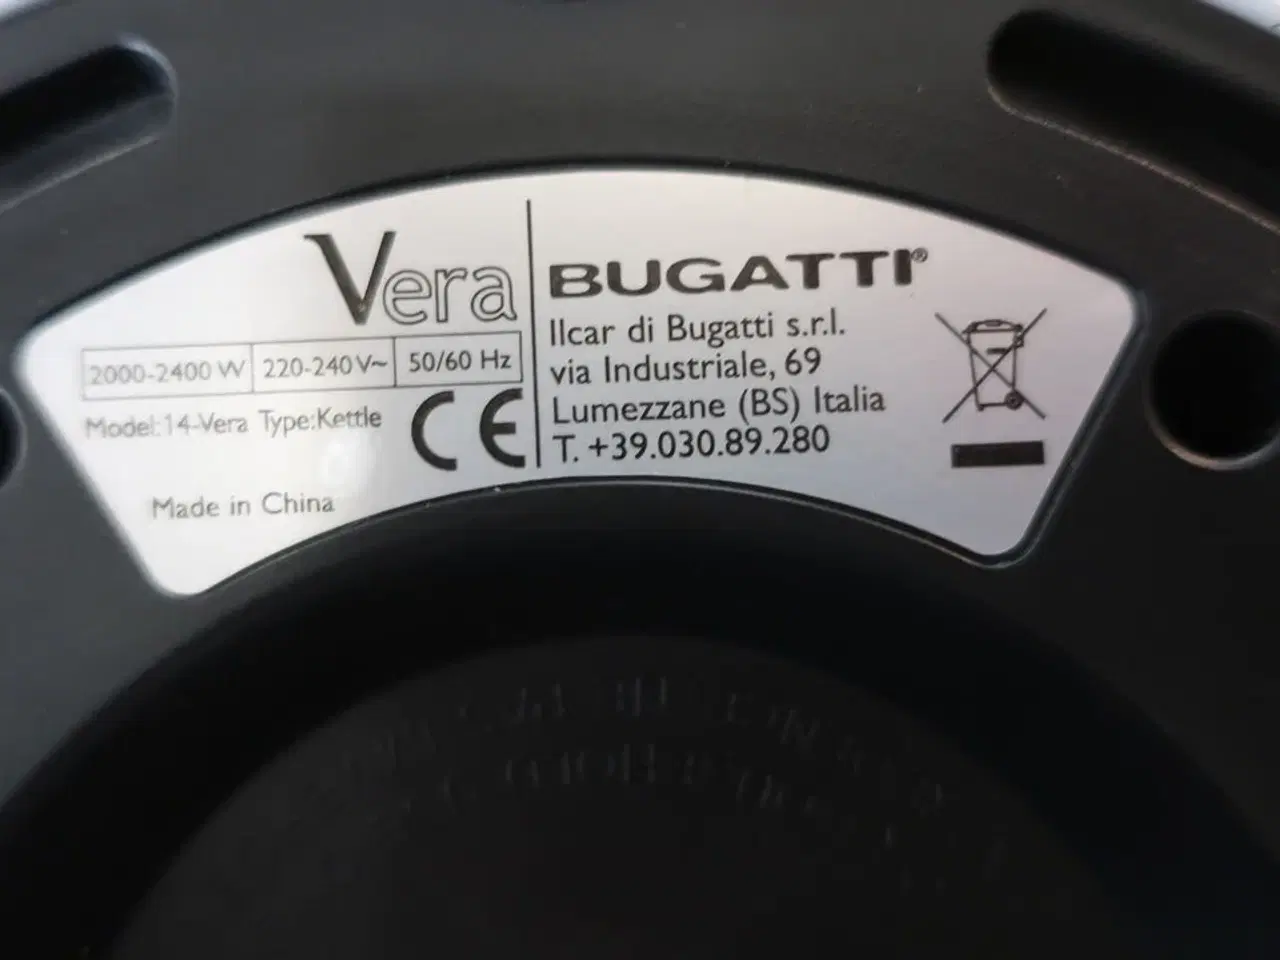 Vera
2000-2400 W 220-240 V~ 50/60 Hz
Model:14-Vera Type:Kettle
CE
Made in China
BUGATTI®
Ilcar di Bugatti s.r.l.
via Industriale, 69
Lumezzane (BS) Italia
T. +39.030.89.280